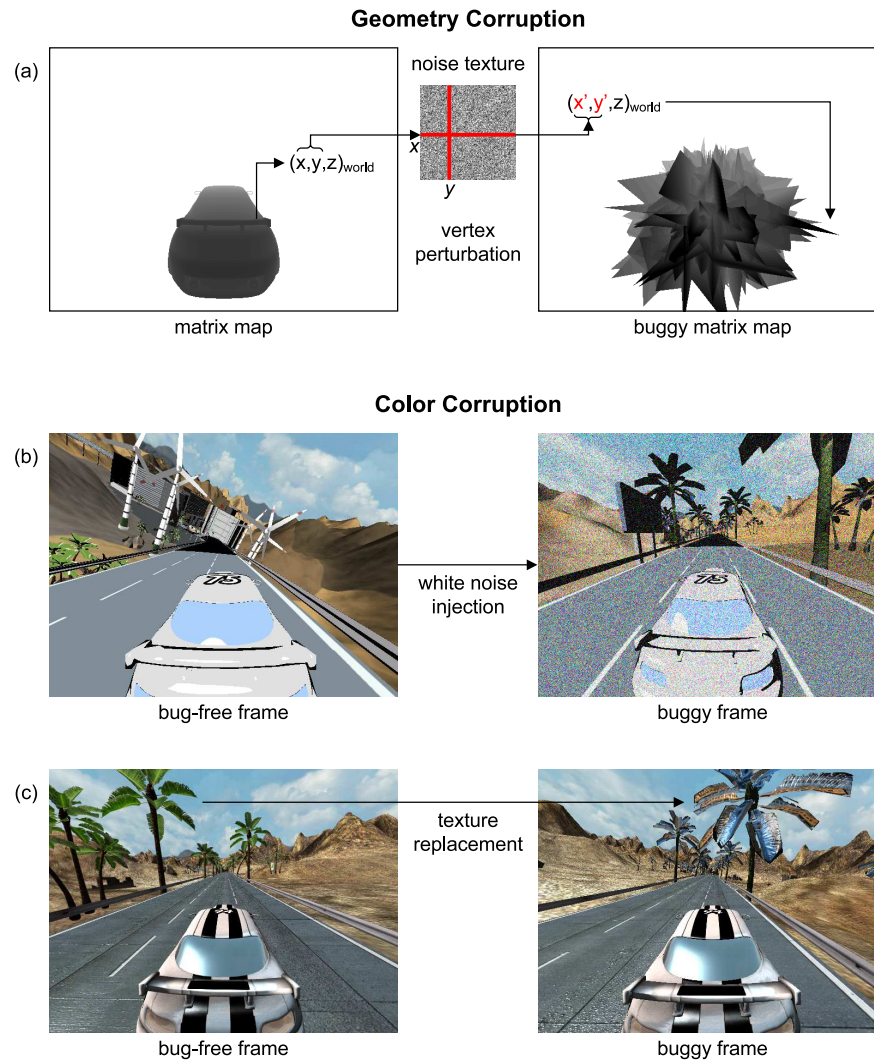 Geometry Corruption
(a)
noise texture
(x,y,z)world
x
y
(x',y',z)world
vertex
perturbation
matrix map
buggy matrix map
Color Corruption
(b)
white noise
injection
bug-free frame
buggy frame
(c)
texture
replacement
bug-free frame
buggy frame